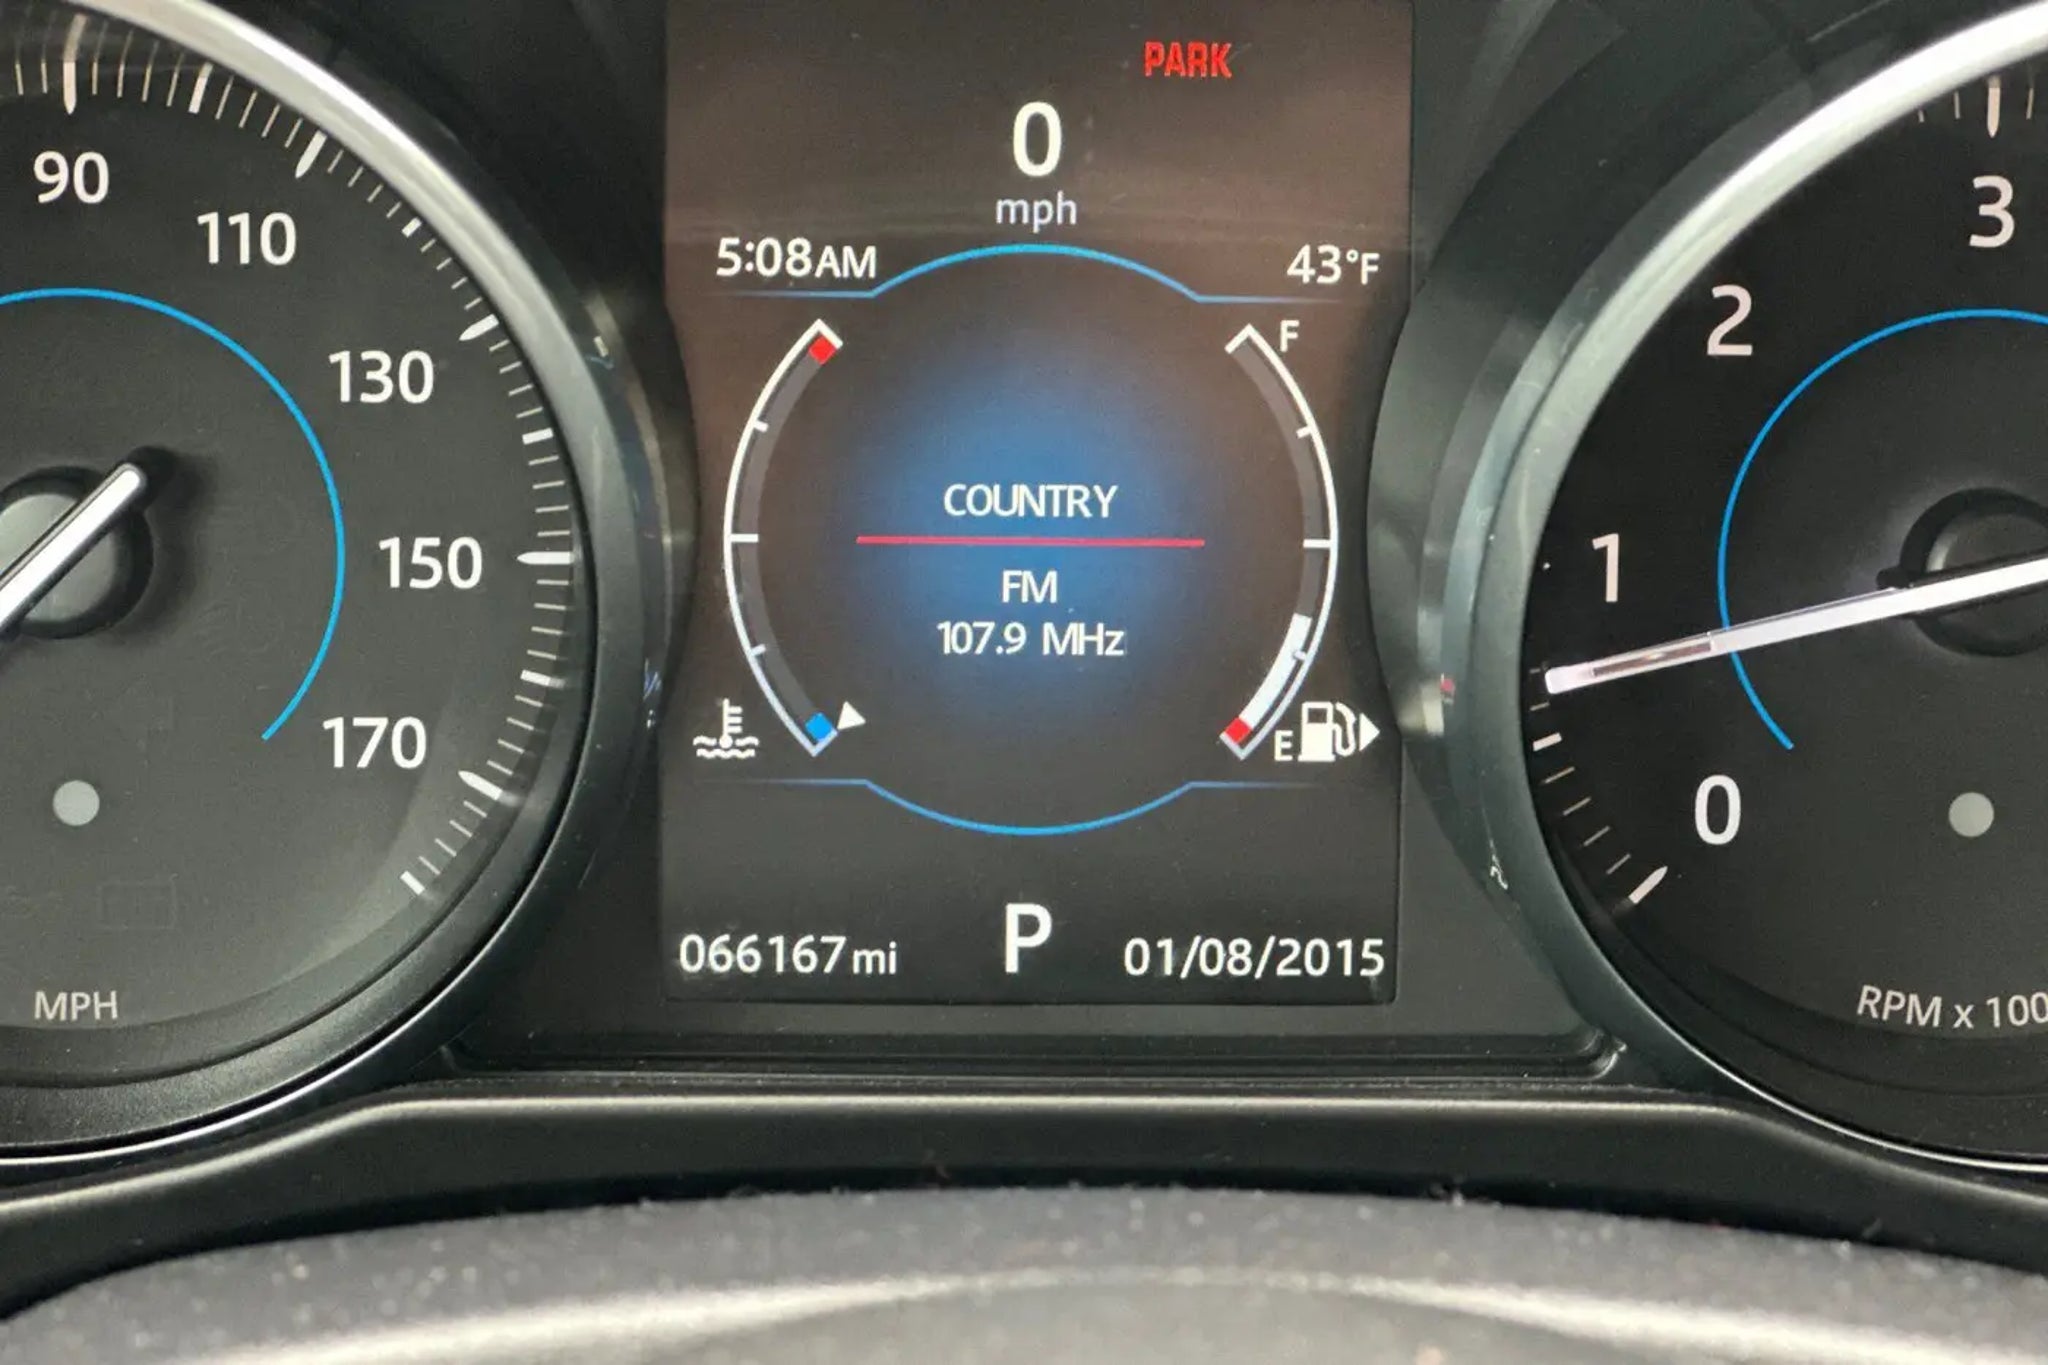 PARK
0
mph
5:08AM
43°F
90
110
130
150
170
MPH
F
COUNTRY
FM
107.9 MHz
E
066167mi
P
01/08/2015
3
2
1
0
RPM x 100